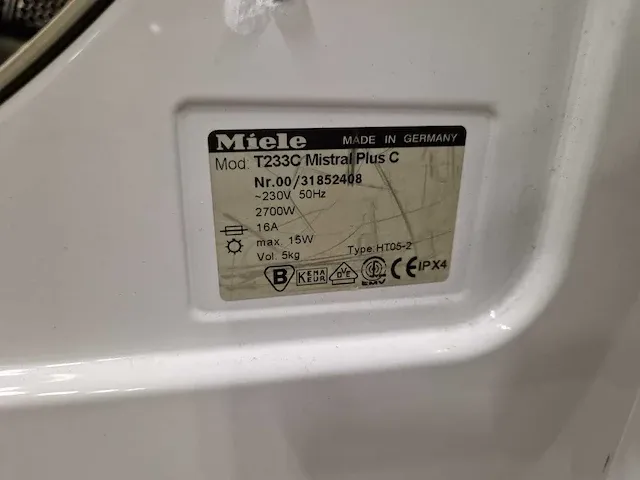 Miele MADE IN GERMANY
Mod. T233C Mistral Plus C
Nr.00/31852408
~230V 50Hz
2700W
16A
max. 15W
Vol. 5kg Type HT05-2
B KEMA KEUR DVE EMV CE IPX4